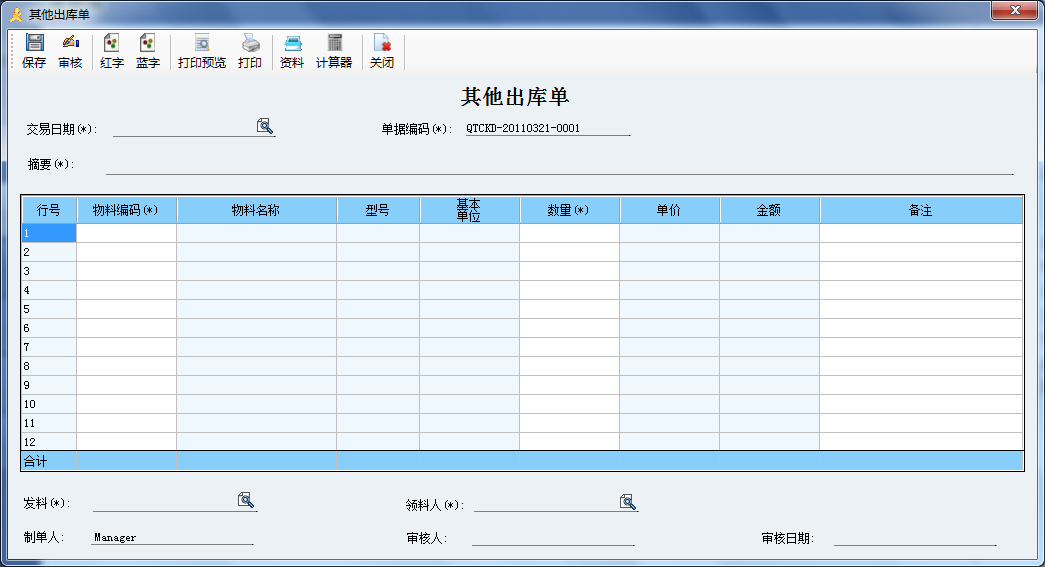 其他出库单
保存 审核 红字 蓝字 打印预览 打印 资料 计算器 关闭
其他出库单
交易日期(*): 单据编码(*): QTCKD-20110321-0001
摘要(*):
行号 物料编码(*) 物料名称 型号 基本单位 数量(*) 单价 金额 备注
1
2
3
4
5
6
7
8
9
10
11
12
合计
发料(*): 领料人(*):
制单人: Manager 审核人: 审核日期: